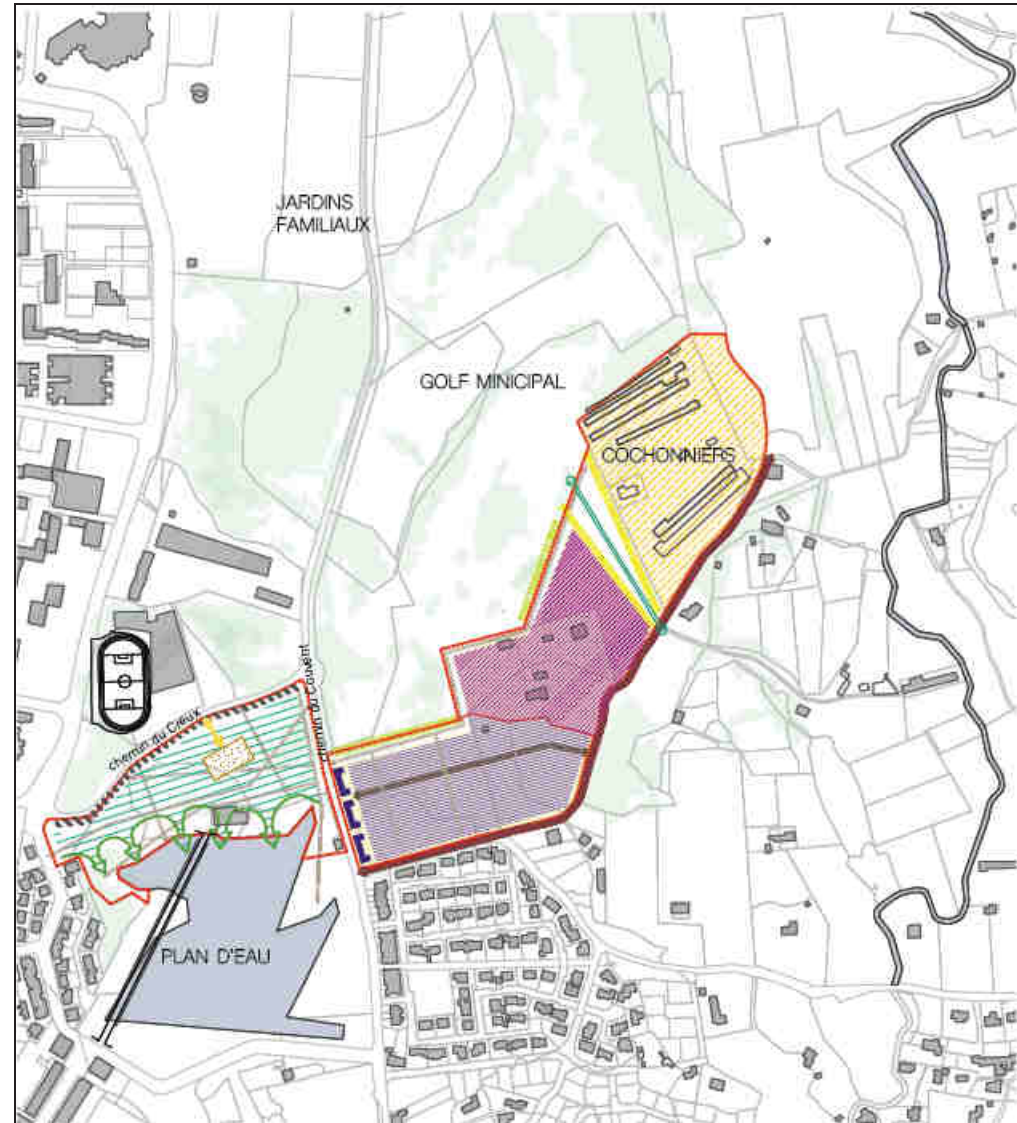 JARDINS
FAMILIAUX
GOLF MINICIPAL
COCHONNIERS
chemin du Couvent
chemin du Creux
PLAN D'EAU